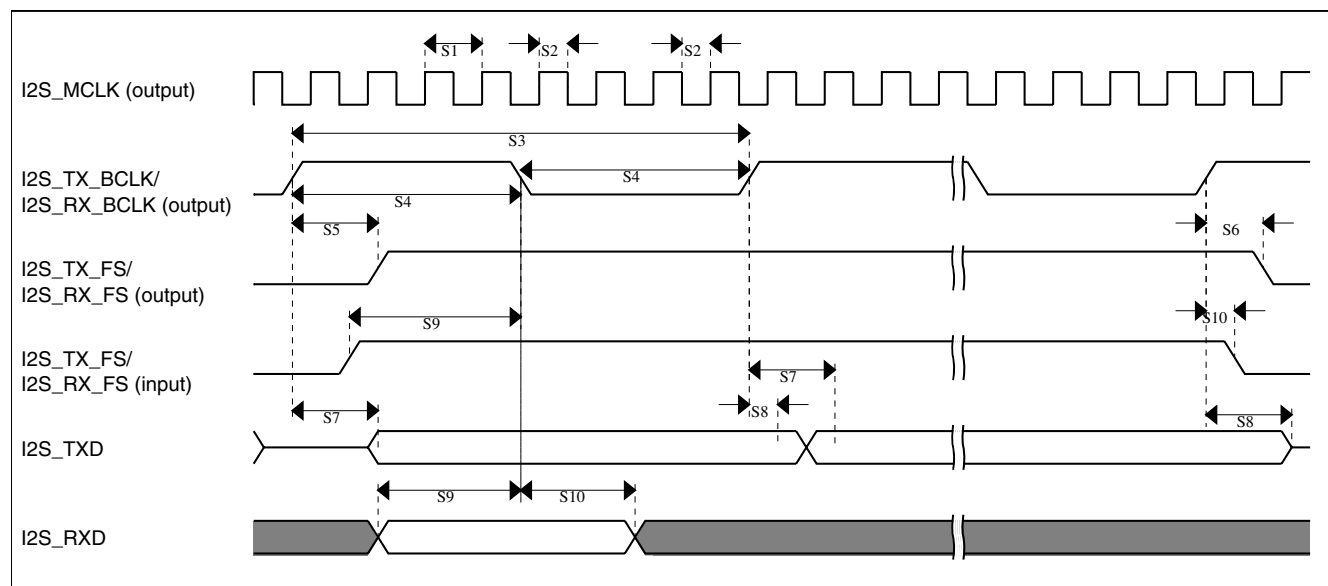 S1
S2
S2
I2S_MCLK (output)
S3
I2S_TX_BCLK/
I2S_RX_BCLK (output)
S4
S4
S5
S6
I2S_TX_FS/
I2S_RX_FS (output)
S9
S10
I2S_TX_FS/
I2S_RX_FS (input)
S7
S7
S8
S8
I2S_TXD
S9
S10
I2S_RXD